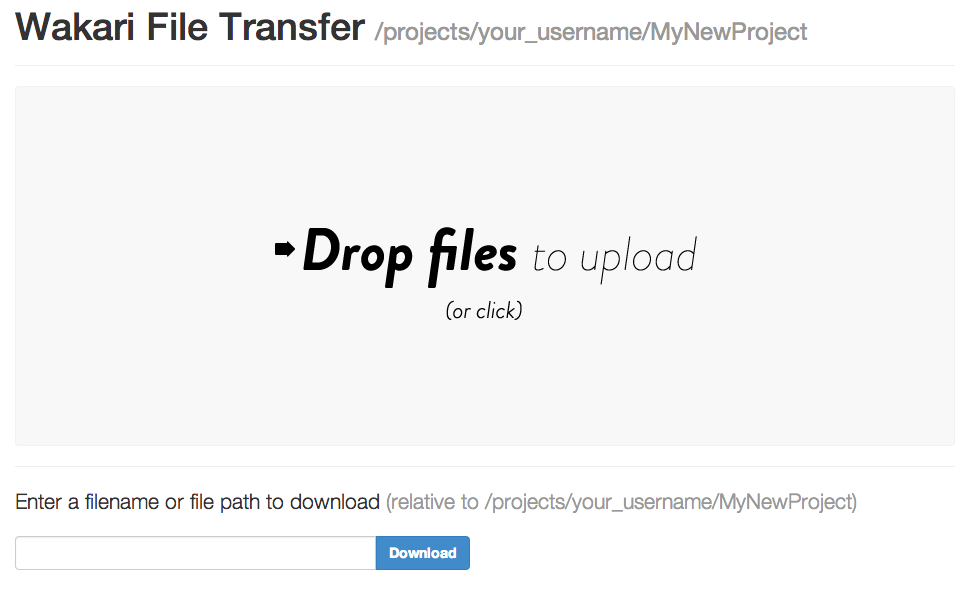 Wakari File Transfer /projects/your_username/MyNewProject
Drop files to upload
(or click)
Enter a filename or file path to download (relative to /projects/your_username/MyNewProject)
Download